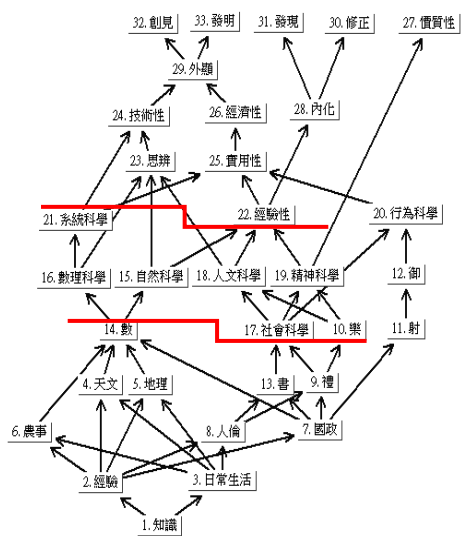 32.創見
33.發明
31.發現
30.修正
27.價質性
29.外顯
24.技術性
26.經濟性
28.內化
23.思辨
25.實用性
21.系統科學
22.經驗性
20.行為科學
16.數理科學
15.自然科學
18.人文科學
19.精神科學
12.御
14.數
17.社會科學
10.樂
11.射
4.天文
5.地理
13.書
9.禮
6.農事
8.人倫
7.國政
2.經驗
3.日常生活
1.知識